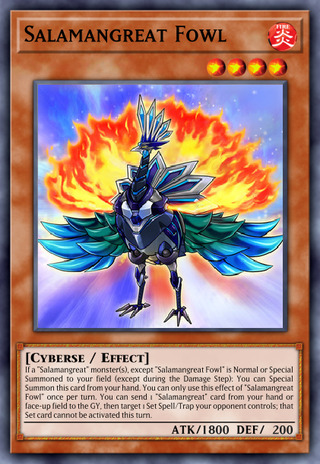 Salamangreat Fowl
FIRE
炎
[Cyberse / Effect]
If a "Salamangreat" monster(s), except "Salamangreat Fowl" is Normal or Special
Summoned to your field (except during the Damage Step): You can Special
Summon this card from your hand. You can only use this effect of "Salamangreat
Fowl" once per turn. You can send 1 "Salamangreat" card from your hand or
face-up field to the GY, then target 1 Set Spell/Trap your opponent controls; that
Set card cannot be activated this turn.
ATK/1800 DEF/ 200